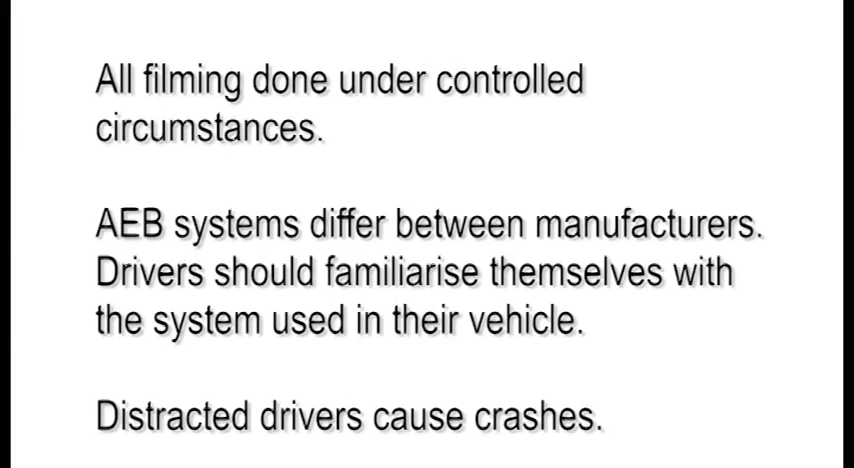 All filming done under controlled
circumstances.
AEB systems differ between manufacturers.
Drivers should familiarise themselves with
the system used in their vehicle.
Distracted drivers cause crashes.